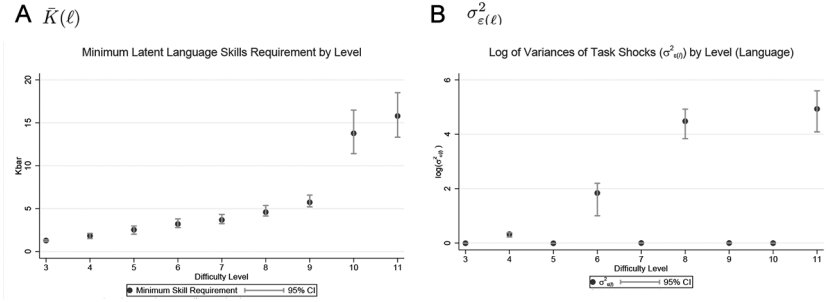 A K̄(ℓ)
Minimum Latent Language Skills Requirement by Level
20
15
10
5
0
Kbar
3 4 5 6 7 8 9 10 11
Difficulty Level
Minimum Skill Requirement 95% CI
B σ²ε(ℓ)
Log of Variances of Task Shocks (σ²ε(l)) by Level (Language)
6
4
2
0
log(σ²ε(l))
3 4 5 6 7 8 9 10 11
Difficulty Level
σ²ε(l) 95% CI